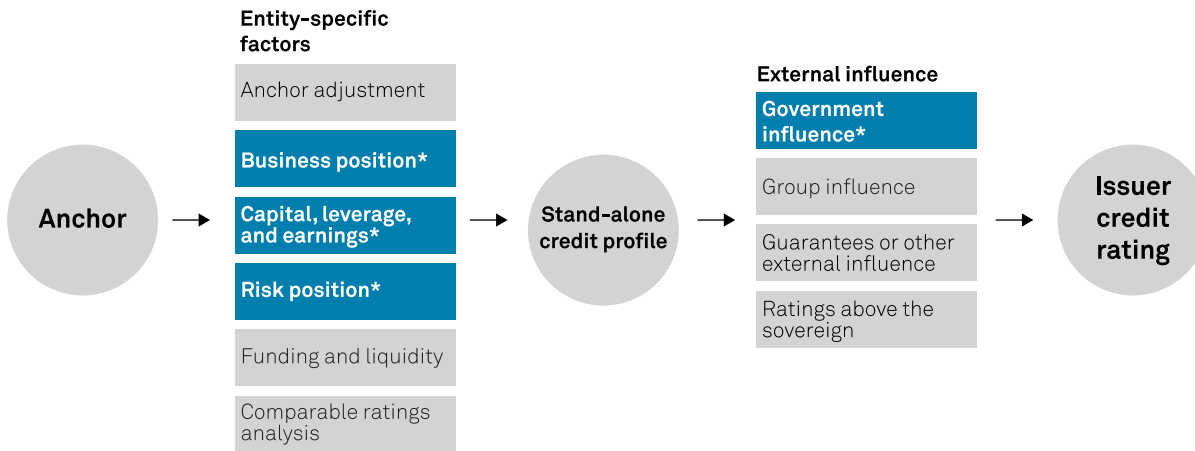 Entity-specific
factors
Anchor adjustment
Business position*
Capital, leverage,
and earnings*
Risk position*
Funding and liquidity
Comparable ratings
analysis
Anchor
Stand-alone
credit profile
External influence
Government
influence*
Group influence
Guarantees or other
external influence
Ratings above the
sovereign
Issuer
credit
rating